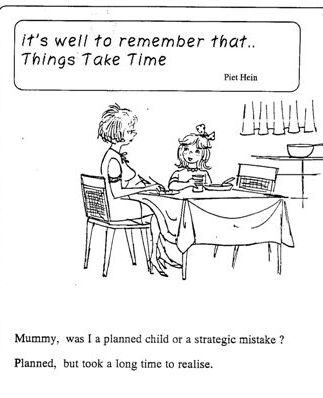 it's well to remember that..
Things Take Time
Piet Hein
Mummy, was I a planned child or a strategic mistake ?
Planned, but took a long time to realise.